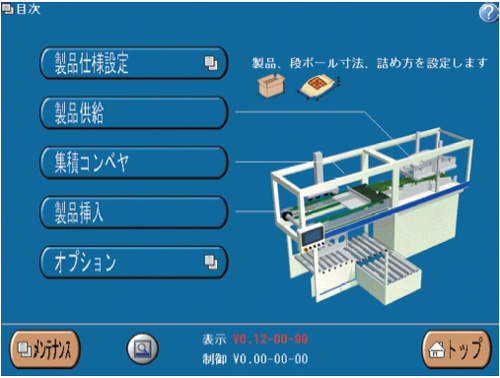 目次
?
製品仕様設定
製品、段ボール寸法、詰め方を設定します
製品供給
集積コンベヤ
製品挿入
オプション
メンテナンス
表示 V0.12-00-99
制御 V0.00-00-00
トップ